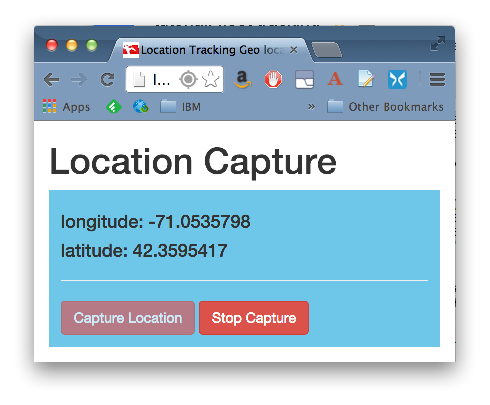 Location Tracking Geo loca
l...
Apps
IBM
»
Other Bookmarks
Location Capture
longitude: -71.0535798
latitude: 42.3595417
Capture Location
Stop Capture